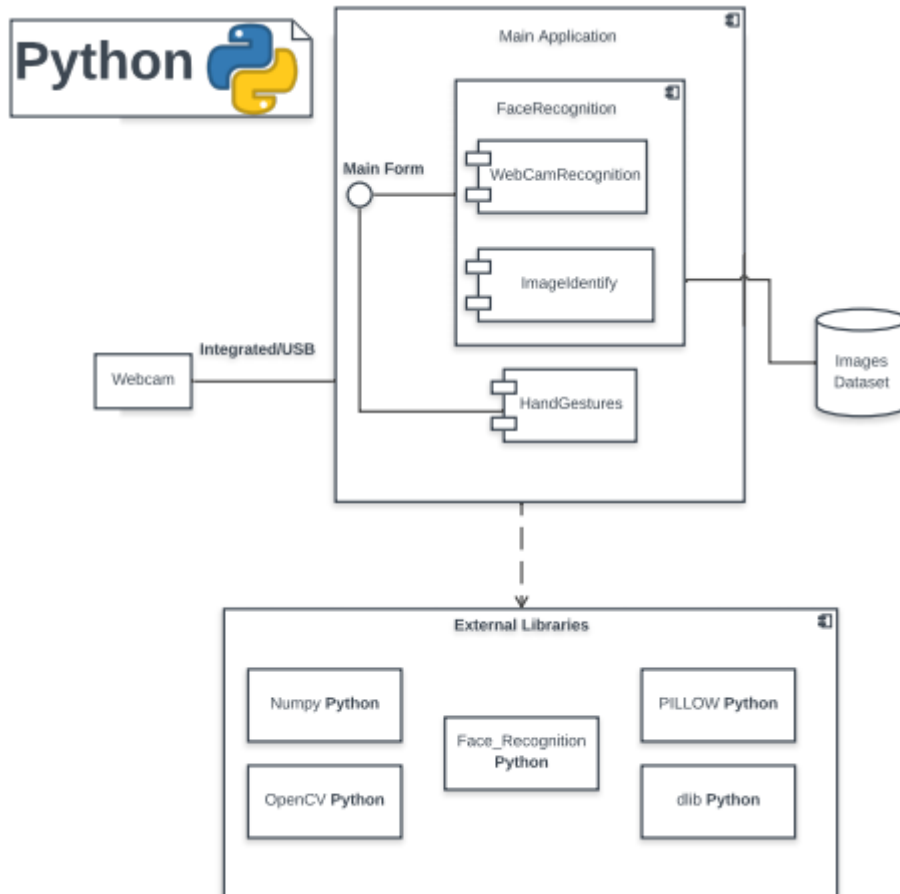 Python
Main Application
FaceRecognition
WebCamRecognition
Main Form
ImageIdentify
Integrated/USB
Webcam
Images
Dataset
HandGestures
External Libraries
Numpy Python
PILLOW Python
Face_Recognition
Python
OpenCV Python
dlib Python